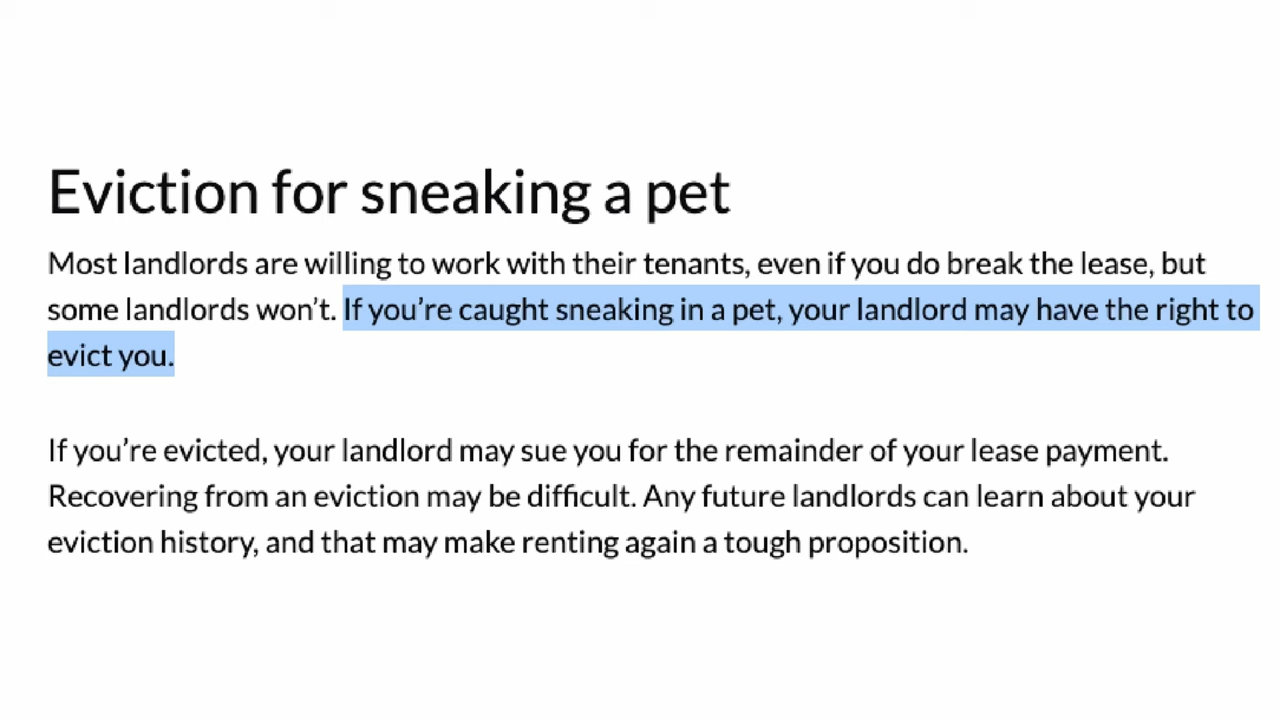 Eviction for sneaking a pet
Most landlords are willing to work with their tenants, even if you do break the lease, but
some landlords won’t. If you’re caught sneaking in a pet, your landlord may have the right to
evict you.
If you’re evicted, your landlord may sue you for the remainder of your lease payment.
Recovering from an eviction may be difficult. Any future landlords can learn about your
eviction history, and that may make renting again a tough proposition.